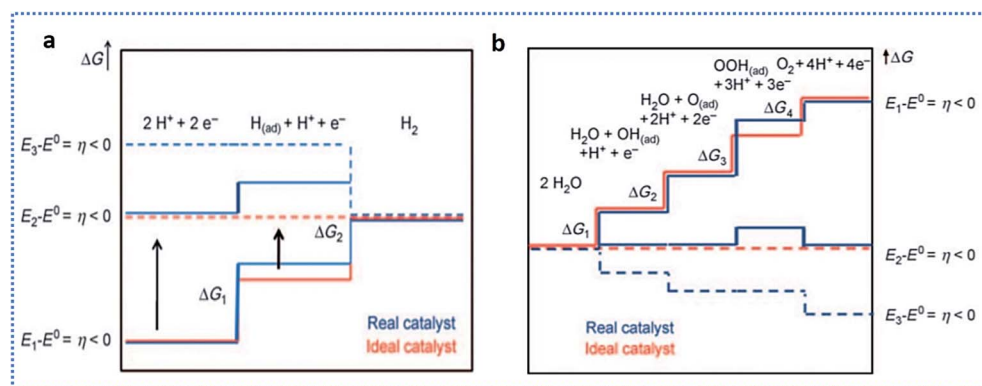 a
ΔG
2 H⁺ + 2 e⁻
H(ad) + H⁺ + e⁻
H₂
E₃-E⁰ = η < 0
E₂-E⁰ = η < 0
ΔG₂
ΔG₁
E₁-E⁰ = η < 0
Real catalyst
Ideal catalyst
b
ΔG
OOH(ad)
+3H⁺ + 3e⁻
O₂ + 4H⁺ + 4e⁻
E₁-E⁰ = η < 0
ΔG₄
H₂O + O(ad)
+2H⁺ + 2e⁻
H₂O + OH(ad)
+H⁺ + e⁻
ΔG₃
2 H₂O
ΔG₂
ΔG₁
E₂-E⁰ = η < 0
E₃-E⁰ = η < 0
Real catalyst
Ideal catalyst